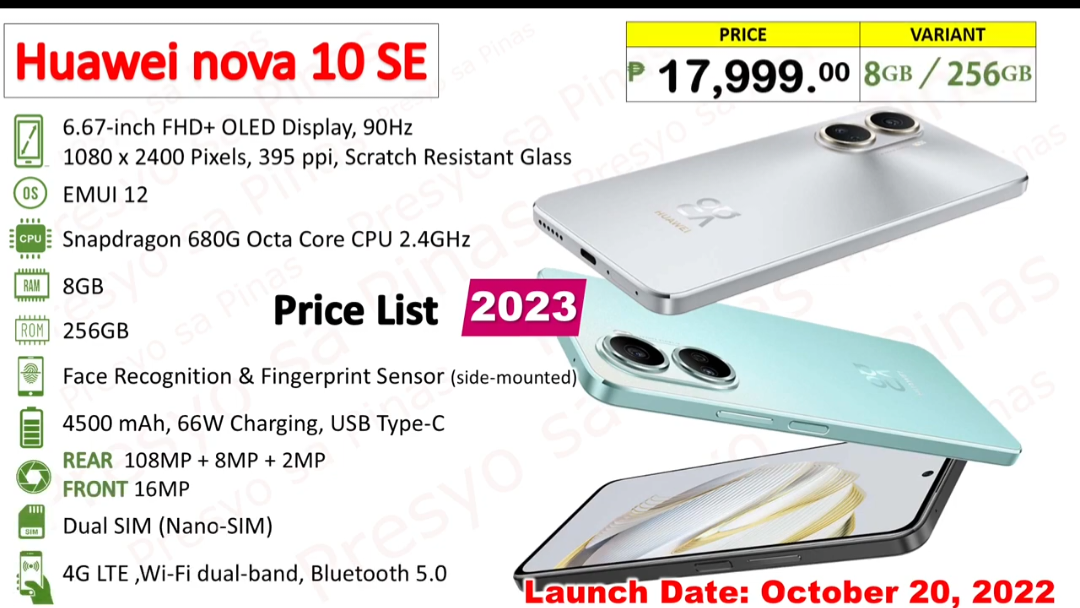 Huawei nova 10 SE
PRICE VARIANT
₱ 17,999.00 8GB / 256GB
6.67-inch FHD+ OLED Display, 90Hz
1080 x 2400 Pixels, 395 ppi, Scratch Resistant Glass
OS EMUI 12
CPU Snapdragon 680G Octa Core CPU 2.4GHz
RAM 8GB
Price List 2023
ROM 256GB
Face Recognition & Fingerprint Sensor (side-mounted)
4500 mAh, 66W Charging, USB Type-C
REAR 108MP + 8MP + 2MP
FRONT 16MP
SIM Dual SIM (Nano-SIM)
4G LTE ,Wi-Fi dual-band, Bluetooth 5.0
Launch Date: October 20, 2022
HUAWEI
Presyo sa Pinas